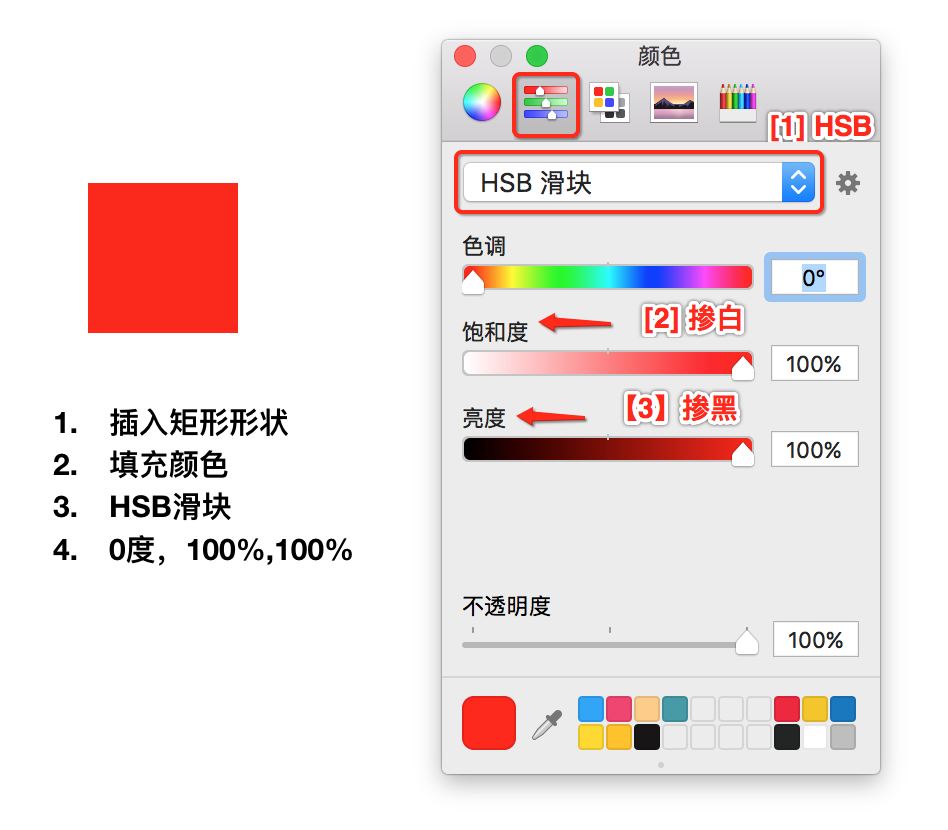 颜色
[1] HSB
HSB 滑块
色调
0°
饱和度
[2] 掺白
100%
【3】掺黑
亮度
100%
1. 插入矩形形状
2. 填充颜色
3. HSB滑块
4. 0度，100%,100%
不透明度
100%